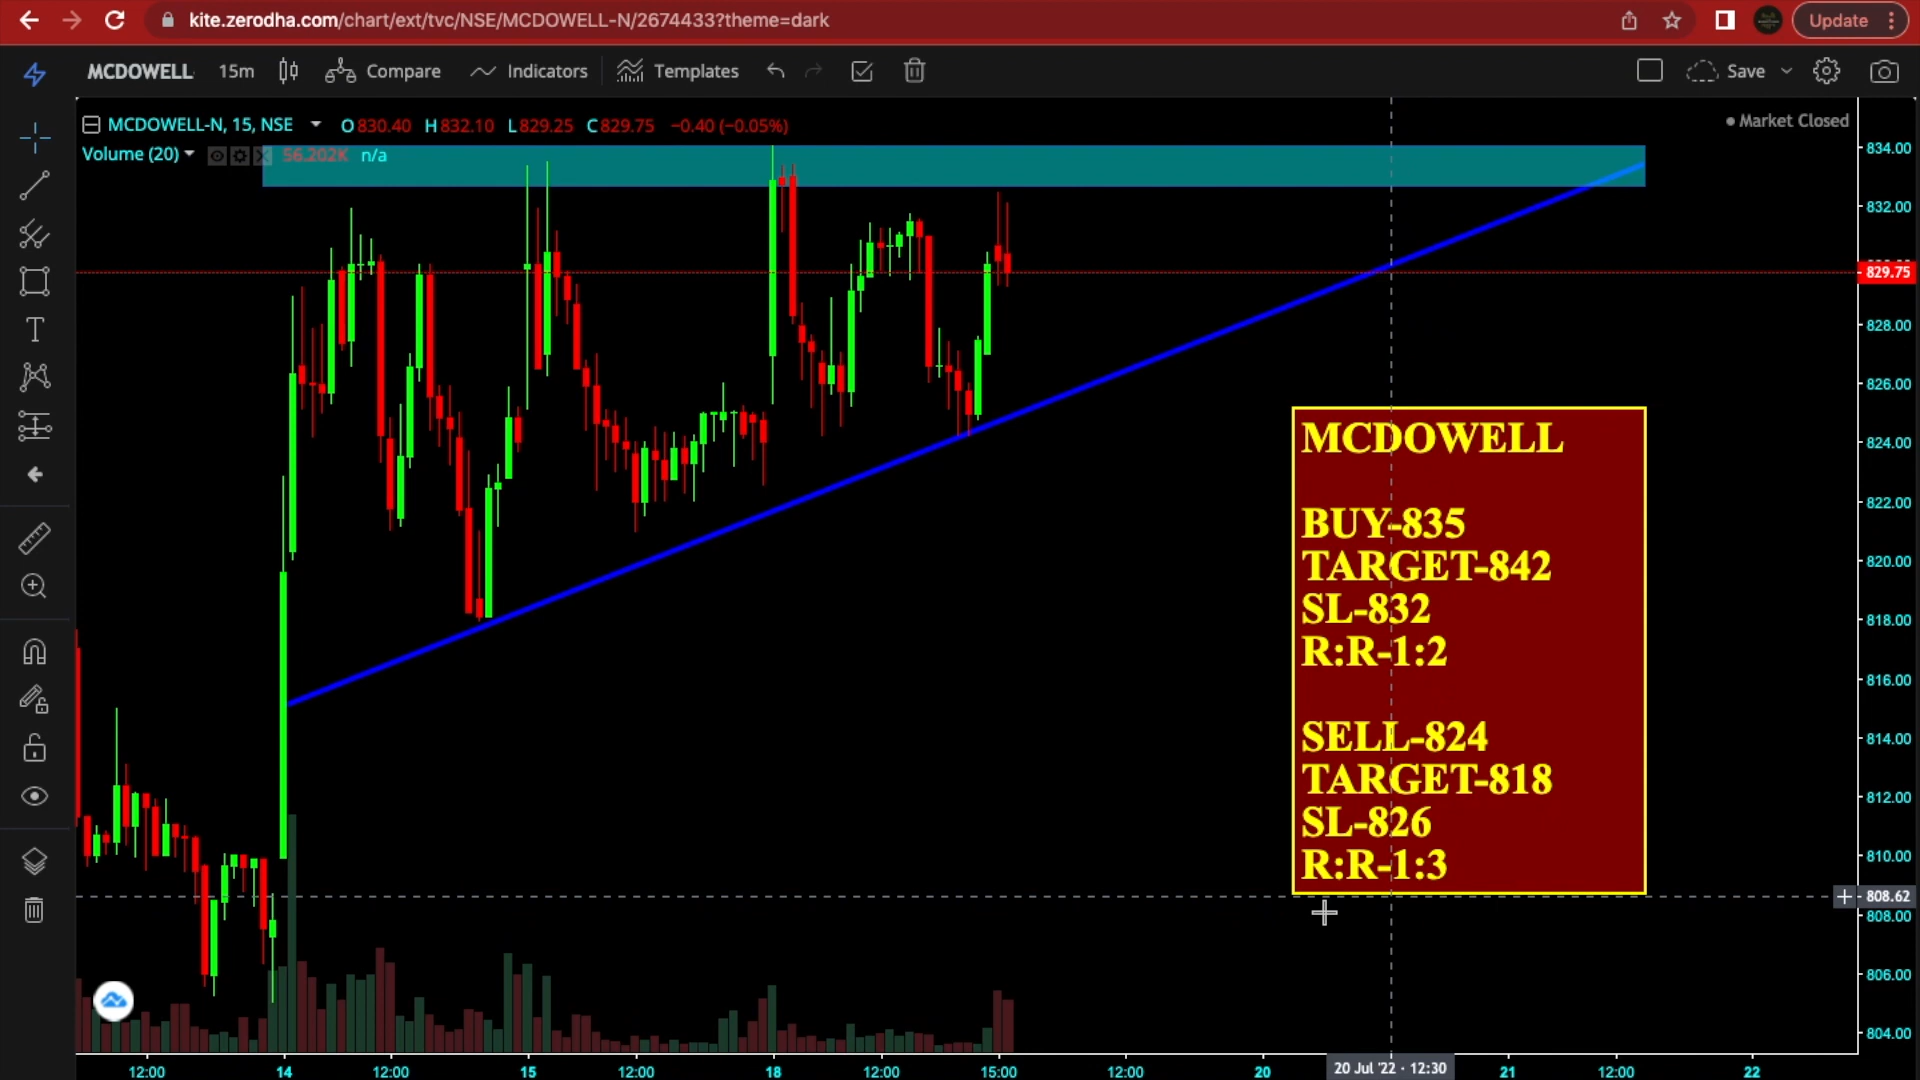 kite.zerodha.com/chart/ext/tvc/NSE/MCDOWELL-N/2674433?theme=dark
Update
MCDOWELL
15m
Compare
Indicators
Templates
Save
MCDOWELL-N, 15, NSE
O830.40 H832.10 L829.25 C829.75 −0.40 (−0.05%)
Market Closed
Volume (20)
56.202K n/a
834.00
832.00
829.75
828.00
826.00
824.00
822.00
820.00
818.00
816.00
814.00
812.00
810.00
808.62
808.00
806.00
804.00
MCDOWELL
BUY-835
TARGET-842
SL-832
R:R-1:2
SELL-824
TARGET-818
SL-826
R:R-1:3
12:00
14
12:00
15
12:00
18
12:00
15:00
12:00
20
20 Jul '22 - 12:30
21
12:00
22